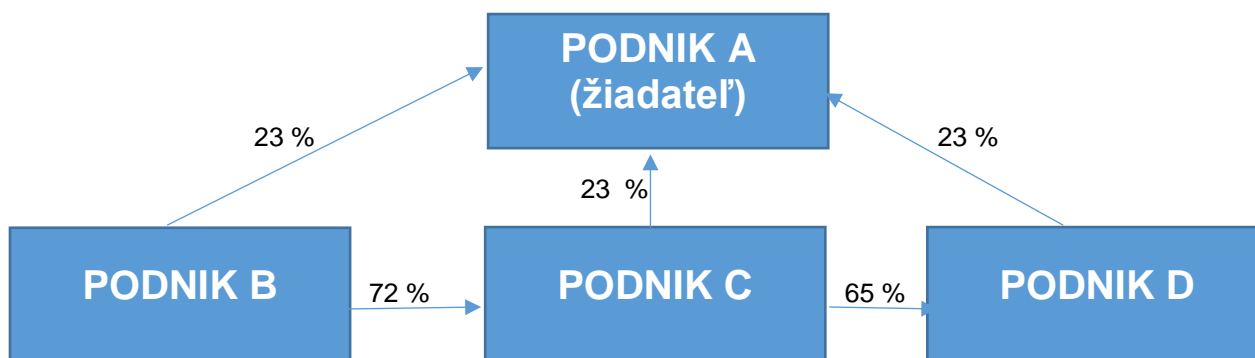 PODNIK A
(žiadateľ)
23 %
23 %
23 %
PODNIK B
72 %
PODNIK C
65 %
PODNIK D